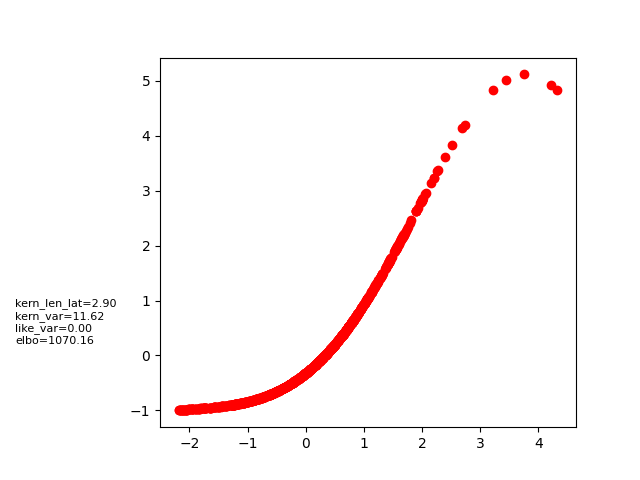 5
4
3
2
1
0
−1
kern_len_lat=2.90
kern_var=11.62
like_var=0.00
elbo=1070.16
−2 −1 0 1 2 3 4